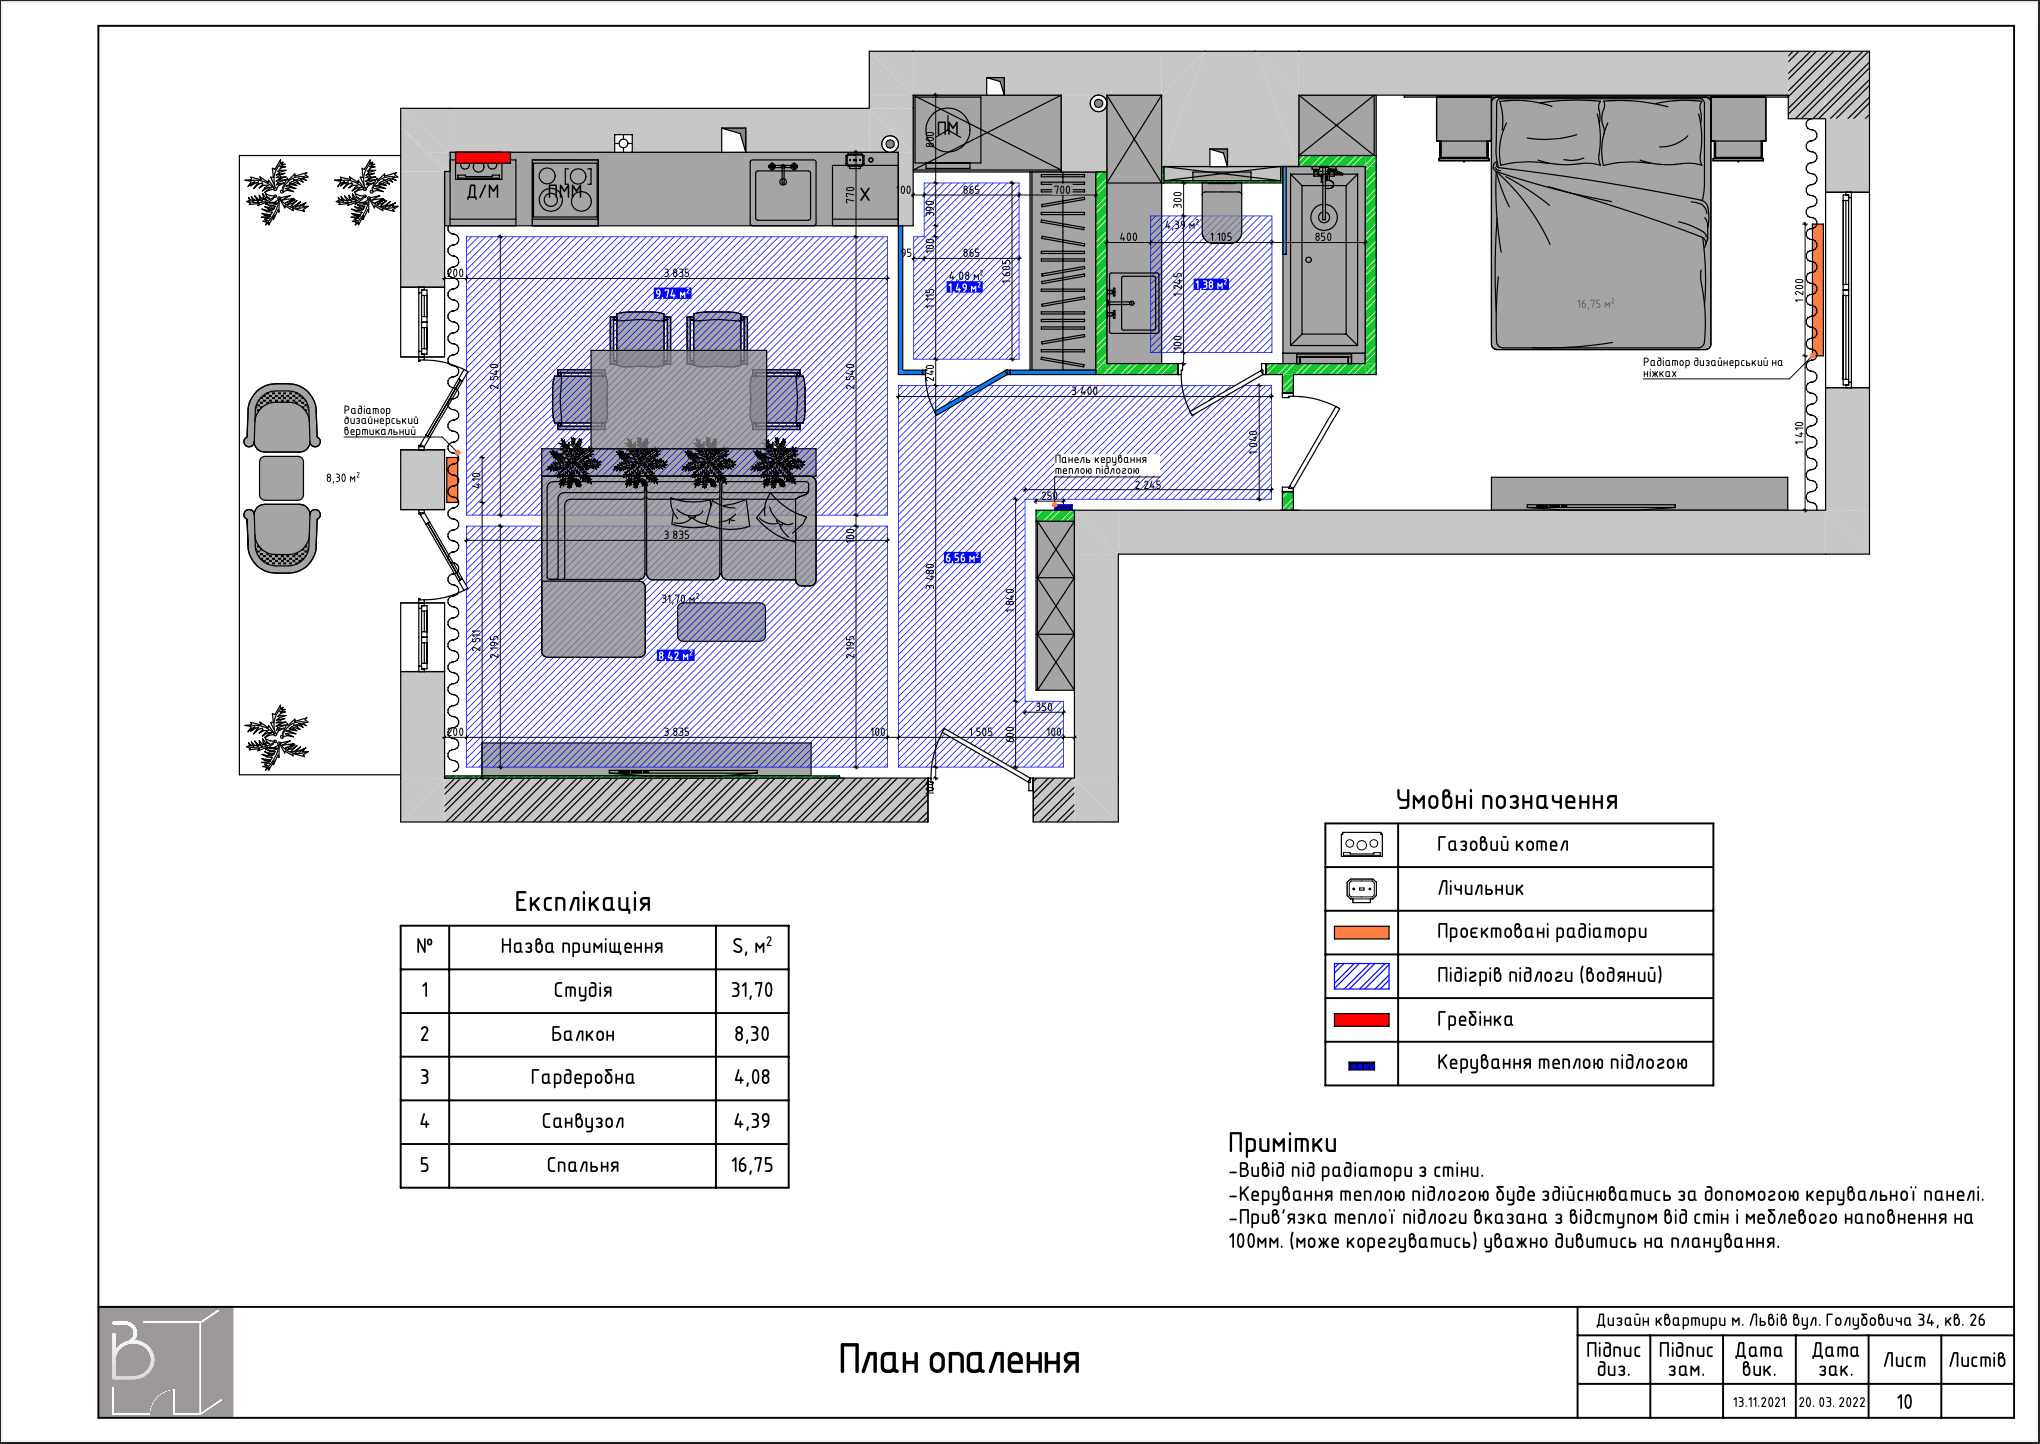 ПМ
800
Д/М
ПММ
770
Х
100
865
700
390
300
4,39 м²
400
1 105
850
100
95
865
1 605
4,08 м²
1,49 м²
1 115
1 245
1,38 м²
100
240
200
3 835
9,74 м²
2 540
2 540
16,75 м²
1 200
Радіатор дизайнерський на
ніжках
3 400
1 040
1 410
Радіатор
дизайнерський
вертикальний
8,30 м²
410
Панель керування
теплою підлогою
2 245
250
3 835
100
6,56 м²
3 480
31,70 м²
1 840
2 511
2 195
2 195
8,42 м²
350
200
3 835
100
1 505
600
100
100
Умовні позначення
Газовий котел
Лічильник
Проєктовані радіатори
Підігрів підлоги (водяний)
Гребінка
Керування теплою підлогою
Експлікація
№ Назва приміщення S, м²
1 Студія 31,70
2 Балкон 8,30
3 Гардеробна 4,08
4 Санвузол 4,39
5 Спальня 16,75
Примітки
-Вивід під радіатори з стіни.
-Керування теплою підлогою буде здійснюватись за допомогою керувальної панелі.
-Прив'язка теплої підлоги вказана з відступом від стін і меблевого наповнення на
100мм. (може корегуватись) уважно дивитись на планування.
В
План опалення
Дизайн квартири м. Львів вул. Голубовича 34, кв. 26
Підпис диз. Підпис зам. Дата вик. Дата зак. Лист Листів
13.11.2021 20. 03. 2022 10